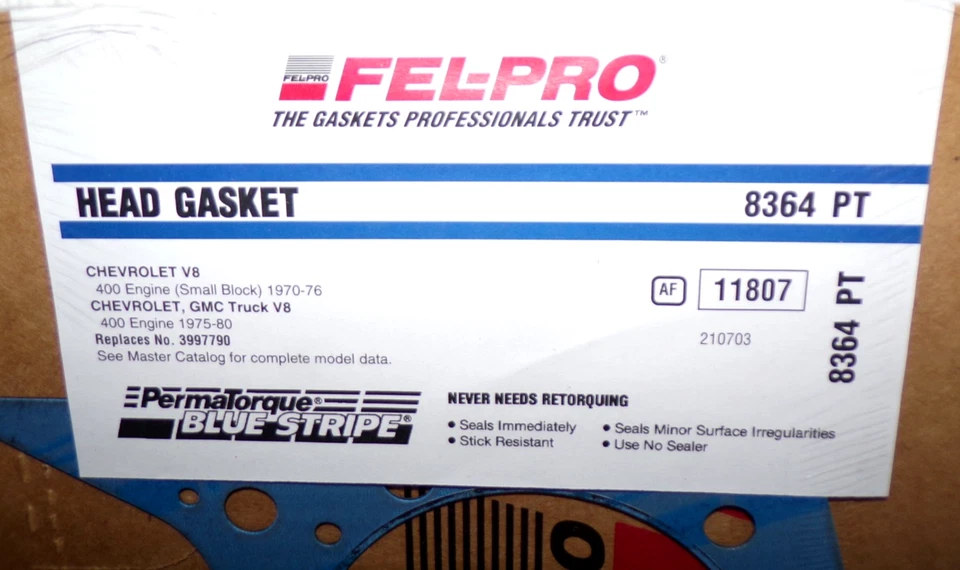 FEL-PRO
FEL-PRO®
THE GASKETS PROFESSIONALS TRUST™
HEAD GASKET 8364 PT
CHEVROLET V8
400 Engine (Small Block) 1970-76
CHEVROLET, GMC Truck V8
400 Engine 1975-80
Replaces No. 3997790
See Master Catalog for complete model data.
AF 11807
210703
8364 PT
PermaTorque®
BLUE STRIPE®
NEVER NEEDS RETORQUING
• Seals Immediately
• Stick Resistant
• Seals Minor Surface Irregularities
• Use No Sealer